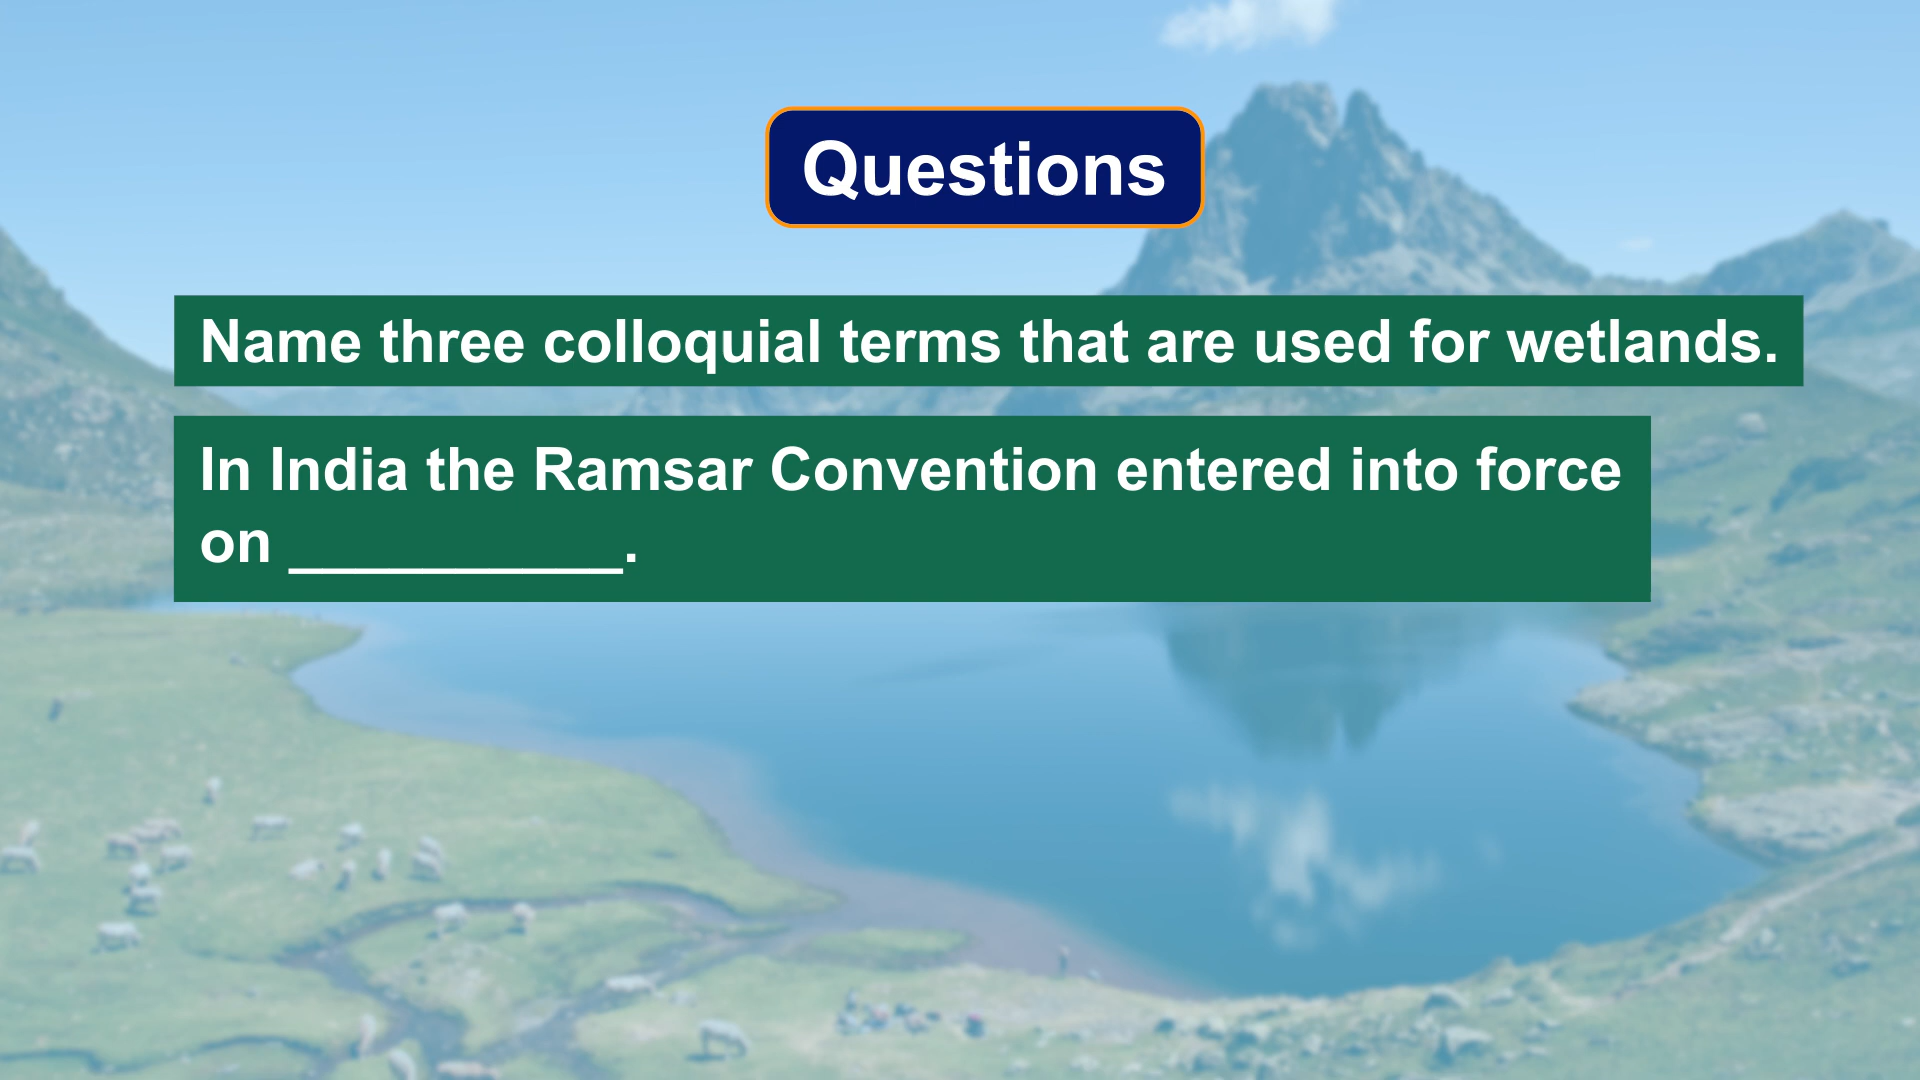 Questions
Name three colloquial terms that are used for wetlands.
In India the Ramsar Convention entered into force
on __________.